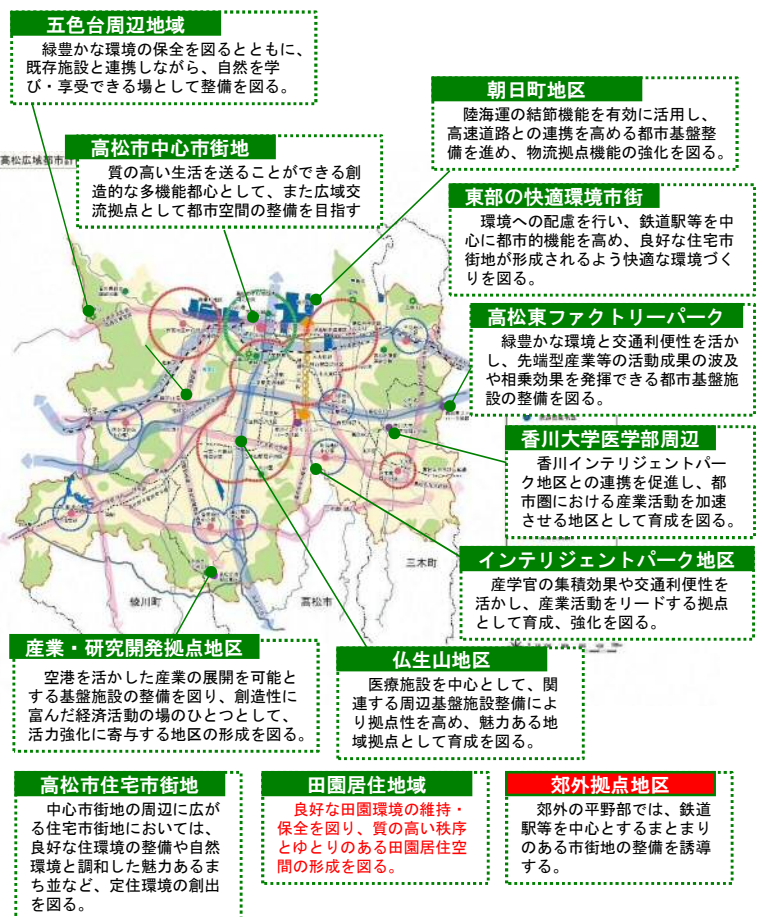 五色台周辺地域
緑豊かな環境の保全を図るとともに、
既存施設と連携しながら、自然を学
び・享受できる場として整備を図る。
朝日町地区
陸海運の結節機能を有効に活用し、
高速道路との連携を高める都市基盤整
備を進め、物流拠点機能の強化を図る。
高松広域都市計
高松市中心市街地
質の高い生活を送ることができる創
造的な多機能都心として、また広域交
流拠点として都市空間の整備を目指す
東部の快適環境市街
環境への配慮を行い、鉄道駅等を中
心に都市的機能を高め、良好な住宅市
街地が形成されるよう快適な環境づく
りを図る。
高松東ファクトリーパーク
緑豊かな環境と交通利便性を活か
し、先端型産業等の活動成果の波及
や相乗効果を発揮できる都市基盤施
設の整備を図る。
香川大学医学部周辺
香川インテリジェントパー
ク地区との連携を促進し、都
市圏における産業活動を加速
させる地区として育成を図る。
インテリジェントパーク地区
産学官の集積効果や交通利便性を
活かし、産業活動をリードする拠点
として育成、強化を図る。
三木町
綾川町
高松市
産業・研究開発拠点地区
空港を活かした産業の展開を可能と
する基盤施設の整備を図り、創造性に
富んだ経済活動の場のひとつとして、
活力強化に寄与する地区の形成を図る。
仏生山地区
医療施設を中心として、関
連する周辺基盤施設整備によ
り拠点性を高め、魅力ある地
域拠点として育成を図る。
高松市住宅市街地
中心市街地の周辺に広が
る住宅市街地においては、
良好な住環境の整備や自然
環境と調和した魅力あるま
ち並など、定住環境の創出
を図る。
田園居住地域
良好な田園環境の維持・
保全を図り、質の高い秩序
とゆとりのある田園居住空
間の形成を図る。
郊外拠点地区
郊外の平野部では、鉄道
駅等を中心とするまとまり
のある市街地の整備を誘導
する。